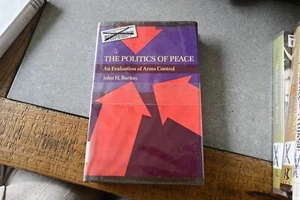 THE POLITICS OF PEACE
An Evaluation of Arms Control
John H. Barton